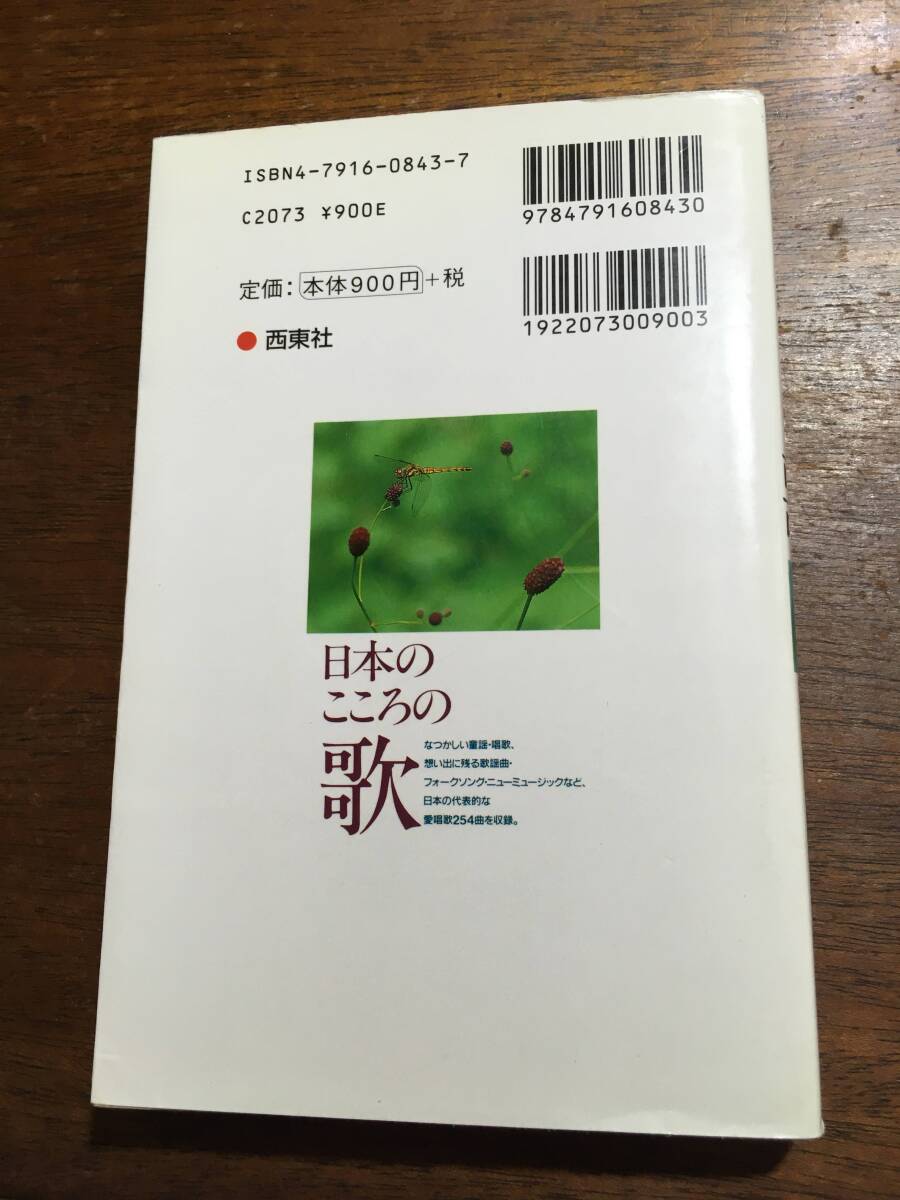 ISBN4-7916-0843-7
9784791608430
C2073 ¥900E
定価：本体900円＋税
1922073009003
西東社
日本の
こころの
歌
なつかしい童謡・唱歌、
想い出に残る歌謡曲・
フォークソング・ニューミュージックなど、
日本の代表的な
愛唱歌254曲を収録。